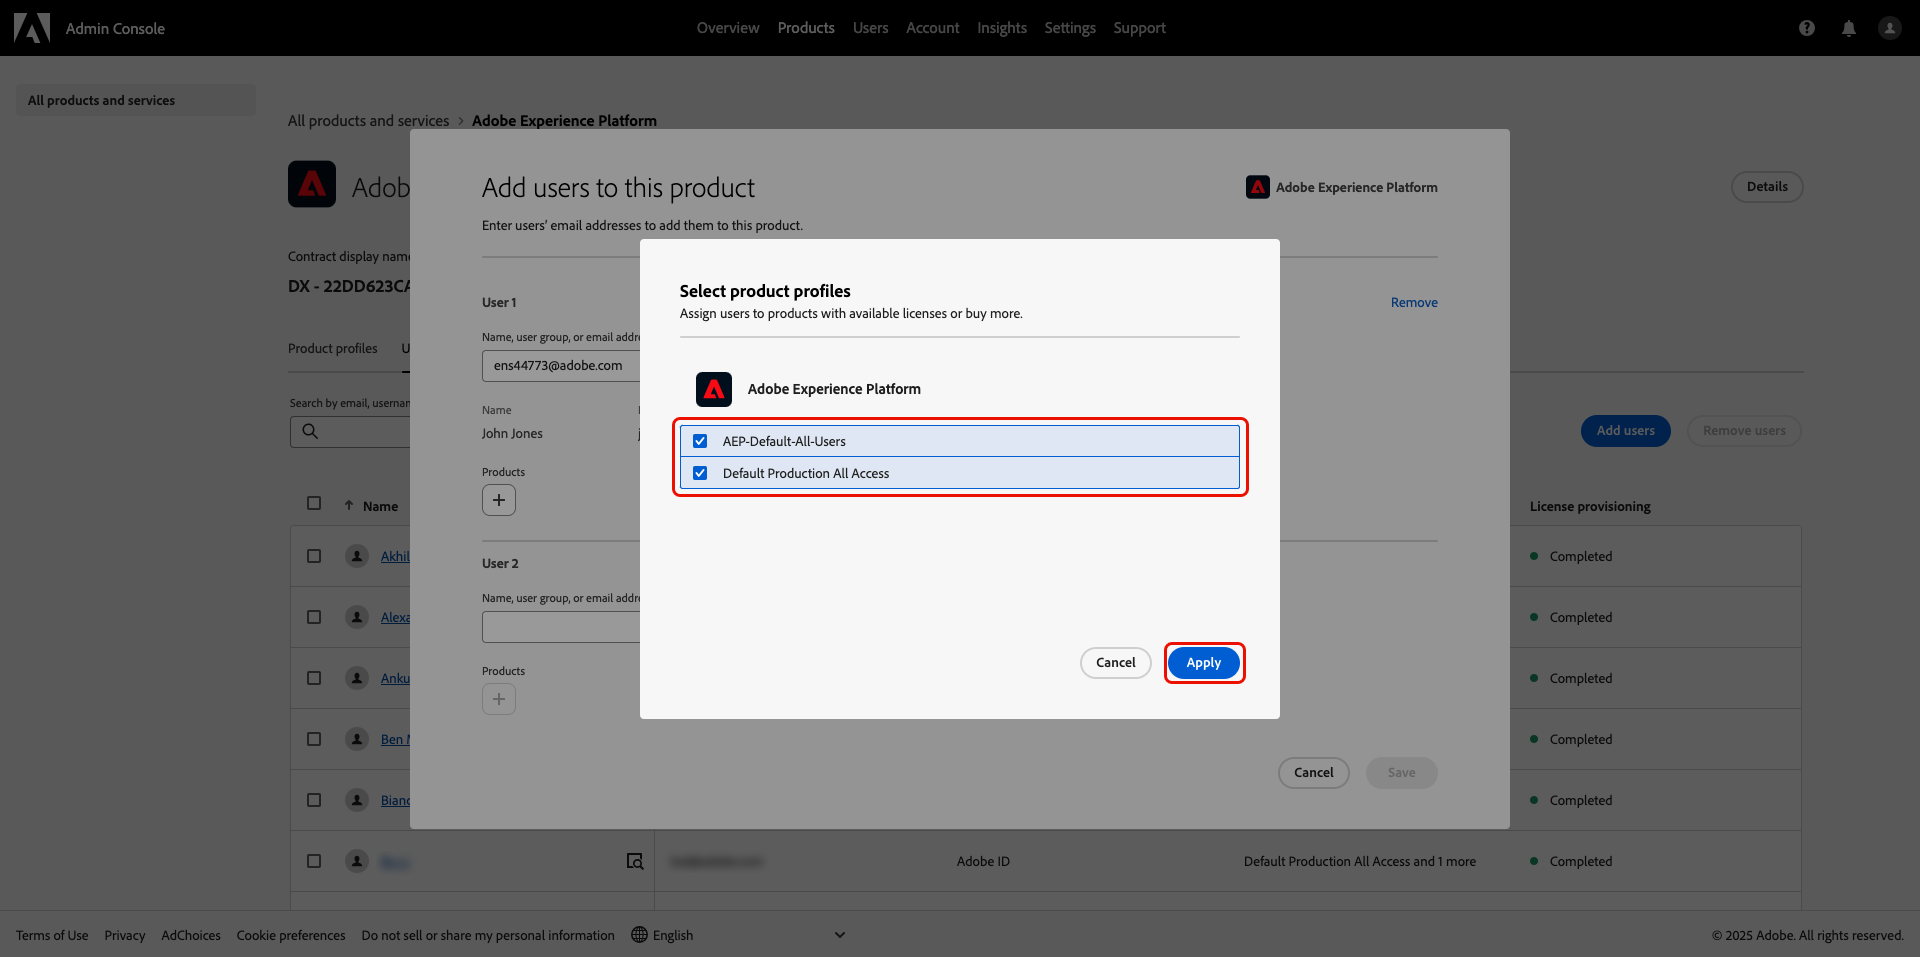 Admin Console
Overview Products Users Account Insights Settings Support
All products and services
All products and services > Adobe Experience Platform
Adob
Details
Contract display name
DX - 22DD623CA
Product profiles U
Search by email, usernam
Add users Remove users
Name License provisioning
Akhil Completed
Alexa Completed
Anku Completed
Ben M Completed
Bianc Completed
Adobe ID Default Production All Access and 1 more Completed
Add users to this product
Adobe Experience Platform
Enter users' email addresses to add them to this product.
User 1 Remove
Name, user group, or email addre
ens44773@adobe.com
Name
John Jones
Products
User 2
Name, user group, or email addre
Products
Cancel Save
Select product profiles
Assign users to products with available licenses or buy more.
Adobe Experience Platform
AEP-Default-All-Users
Default Production All Access
Cancel Apply
Terms of Use Privacy AdChoices Cookie preferences Do not sell or share my personal information English © 2025 Adobe. All rights reserved.